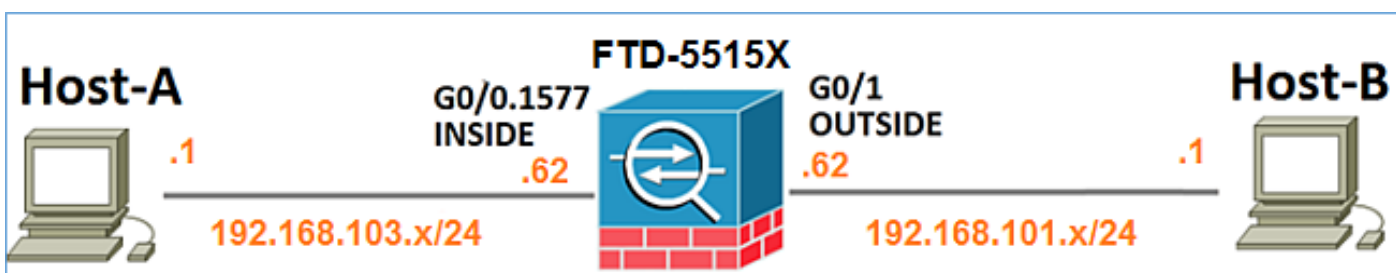 FTD-5515X
Host-A
G0/0.1577
INSIDE
G0/1
OUTSIDE
Host-B
.1
.62
.62
.1
192.168.103.x/24
192.168.101.x/24